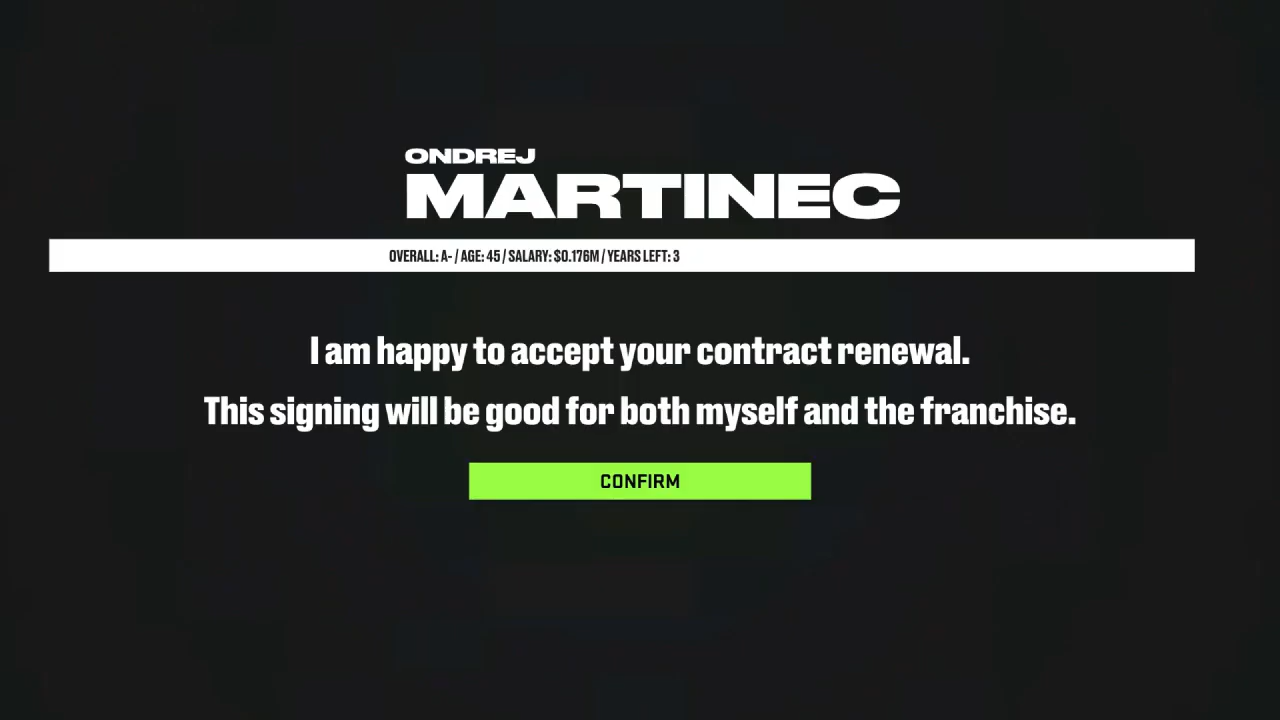 ONDREJ
MARTINEC
OVERALL: A- / AGE: 45 / SALARY: $0.176M / YEARS LEFT: 3
I am happy to accept your contract renewal.
This signing will be good for both myself and the franchise.
CONFIRM